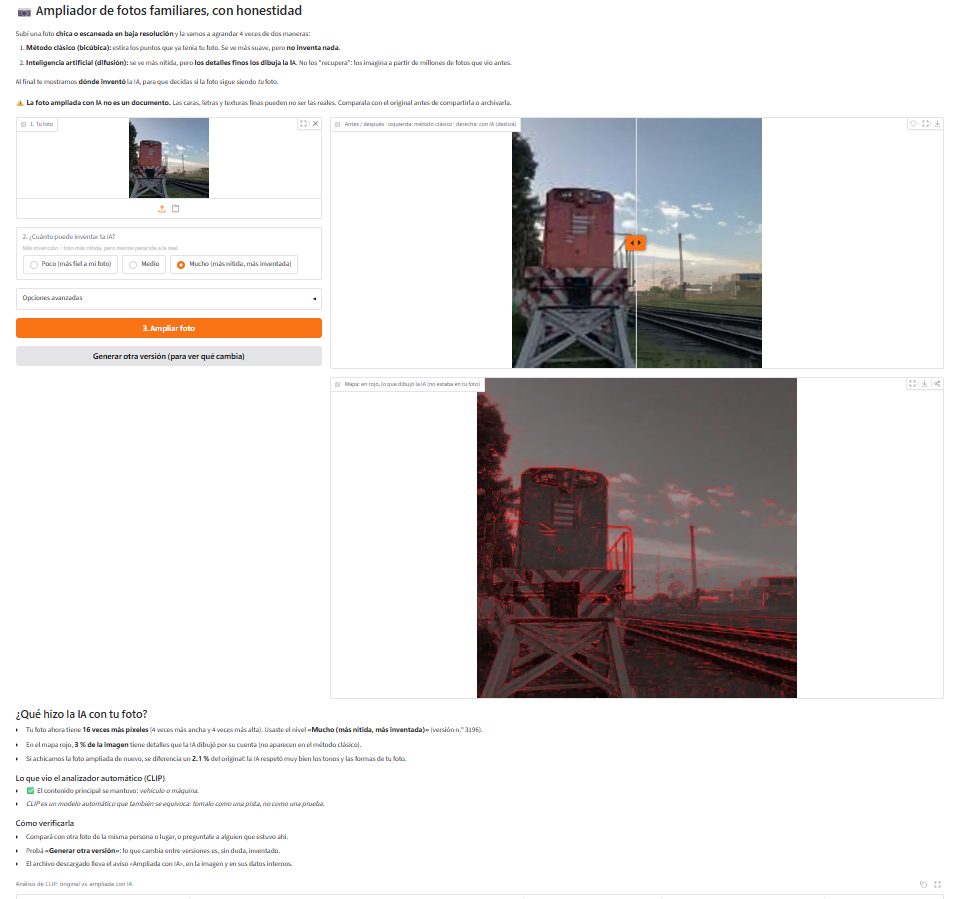 Ampliador de fotos familiares, con honestidad
Subí una foto chica o escaneada en baja resolución y la vamos a agrandar 4 veces de dos maneras:
1. Método clásico (bicúbica): estira los puntos que ya tenía tu foto. Se ve más suave, pero no inventa nada.
2. Inteligencia artificial (difusión): se ve más nítida, pero los detalles finos los dibuja la IA. No los "recupera": los imagina a partir de millones de fotos que vio antes.
Al final te mostramos dónde inventó la IA, para que decidas si la foto sigue siendo tu foto.
⚠️ La foto ampliada con IA no es un documento. Las caras, letras y texturas finas pueden no ser las reales. Comparala con el original antes de compartirla o archivarla.
1. Tu foto
Antes / después · izquierda: método clásico · derecha: con IA (deslizá)
2. ¿Cuánto puede inventar la IA?
Más invención = foto más nítida, pero menos parecida a la real.
Poco (más fiel a mi foto)
Medio
Mucho (más nítida, más inventada)
Opciones avanzadas
3. Ampliar foto
Generar otra versión (para ver qué cambia)
Mapa: en rojo, lo que dibujó la IA (no estaba en tu foto)
¿Qué hizo la IA con tu foto?
Tu foto ahora tiene 16 veces más píxeles (4 veces más ancha y 4 veces más alta). Usaste el nivel «Mucho (más nítida, más inventada)» (versión n.° 3196).
En el mapa rojo, 3 % de la imagen tiene detalles que la IA dibujó por su cuenta (no aparecen en el método clásico).
Si achicamos la foto ampliada de nuevo, se diferencia un 2.1 % del original: la IA respetó muy bien los tonos y las formas de tu foto.
Lo que vio el analizador automático (CLIP)
✅ El contenido principal se mantuvo: vehículo o máquina.
CLIP es un modelo automático que también se equivoca: tomalo como una pista, no como una prueba.
Cómo verificarla
Compará con otra foto de la misma persona o lugar, o preguntale a alguien que estuvo ahí.
Probá «Generar otra versión»: lo que cambia entre versiones es, sin duda, inventado.
El archivo descargado lleva el aviso «Ampliada con IA», en la imagen y en sus datos internos.
Análisis de CLIP: original vs. ampliada con IA